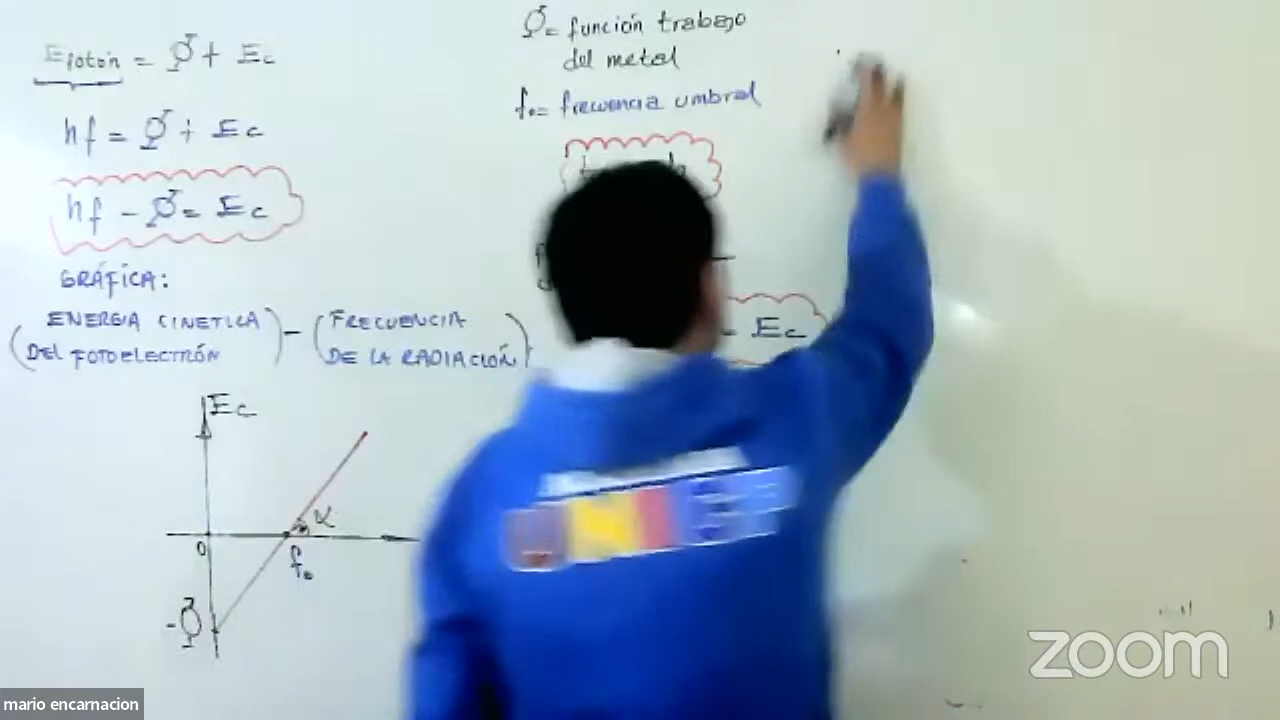 Efotón = Φ + Ec
hf = Φ + Ec
hf - Φ = Ec
GRÁFICA:
(ENERGIA CINETICA DEL FOTOELECTRÓN) - (FRECUENCIA DE LA RADIACIÓN)
Ec
α
0
f₀
-Φ
Φ = función trabajo
del metal
f₀ = frecuencia umbral
Ec
zoom
mario encarnacion